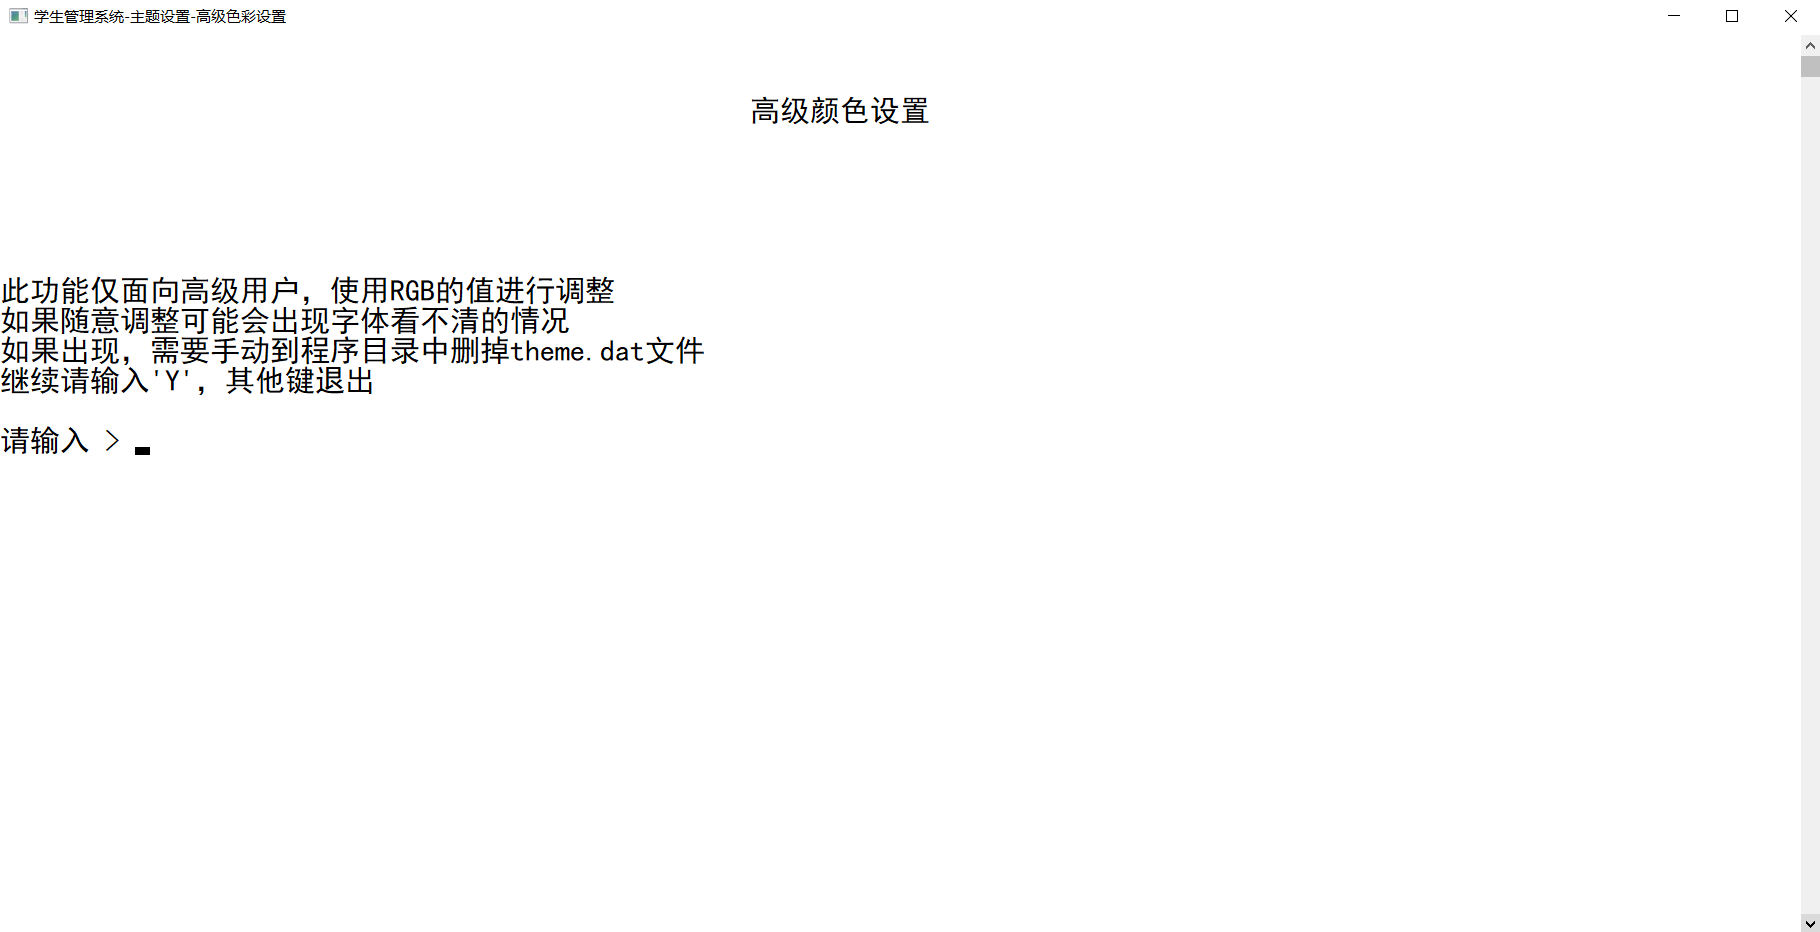 学生管理系统-主题设置-高级色彩设置
高级颜色设置
此功能仅面向高级用户，使用RGB的值进行调整
如果随意调整可能会出现字体看不清的情况
如果出现，需要手动到程序目录中删掉theme.dat文件
继续请输入'Y'，其他键退出
请输入 >